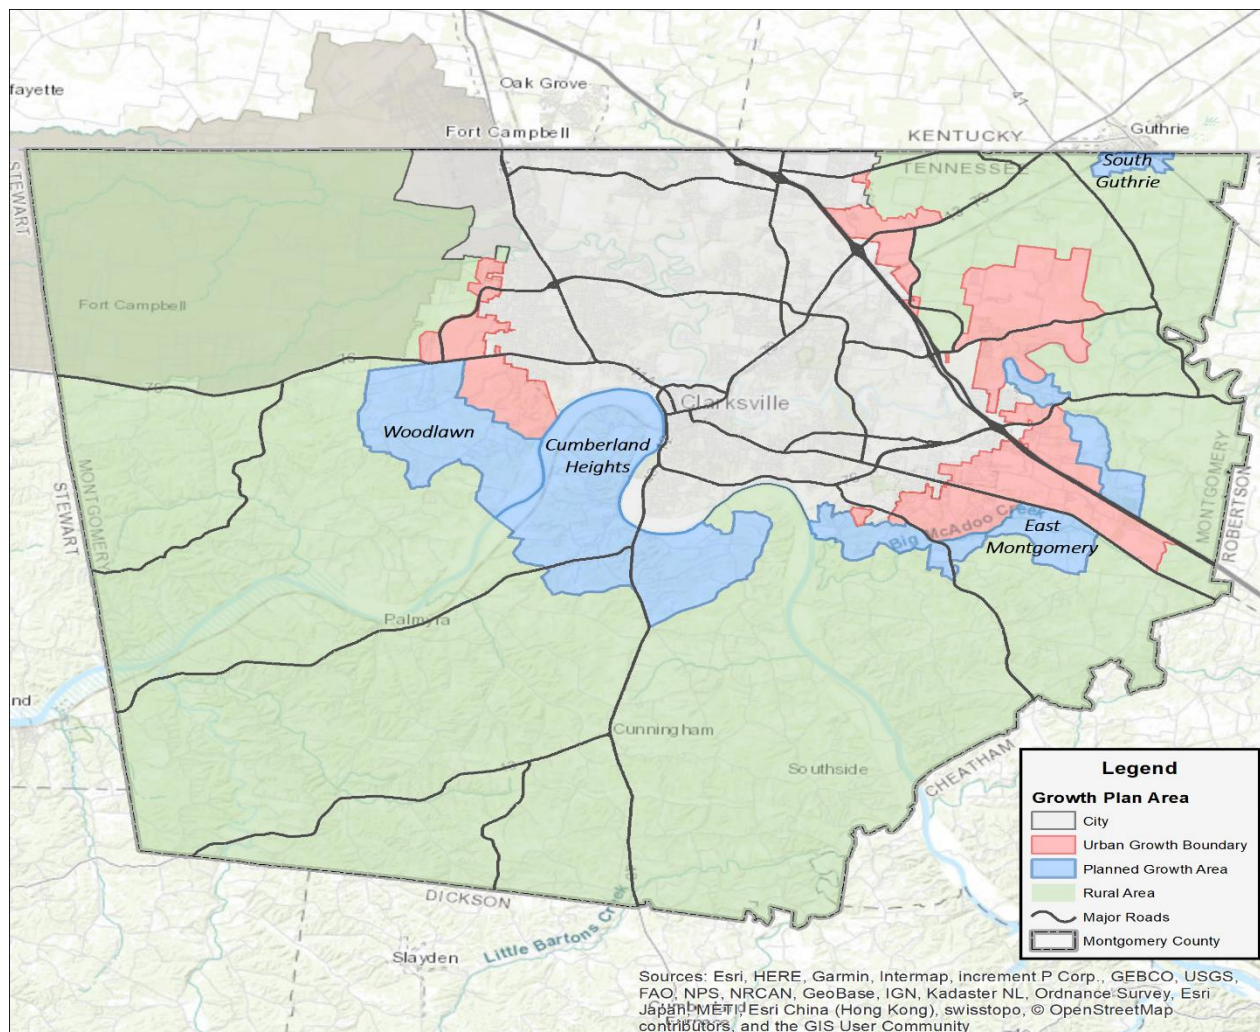 fayette
Oak Grove
41
Fort Campbell
KENTUCKY
Guthrie
TENNESSEE
South
Guthrie
STEWART
Fort Campbell
76
Clarksville
Woodlawn
Cumberland
Heights
MONTGOMERY
STEWART
MONTGOMERY
ROBERTSON
Big McAdoo Creek
East
Montgomery
Palmyra
nd
Cunningham
Southside
CHEATHAM
DICKSON
Little Bartons Creek
Slayden
Legend
Growth Plan Area
City
Urban Growth Boundary
Planned Growth Area
Rural Area
Major Roads
Montgomery County
Sources: Esri, HERE, Garmin, Intermap, increment P Corp., GEBCO, USGS,
FAO, NPS, NRCAN, GeoBase, IGN, Kadaster NL, Ordnance Survey, Esri
Japan, METI, Esri China (Hong Kong), swisstopo, © OpenStreetMap
contributors, and the GIS User Community